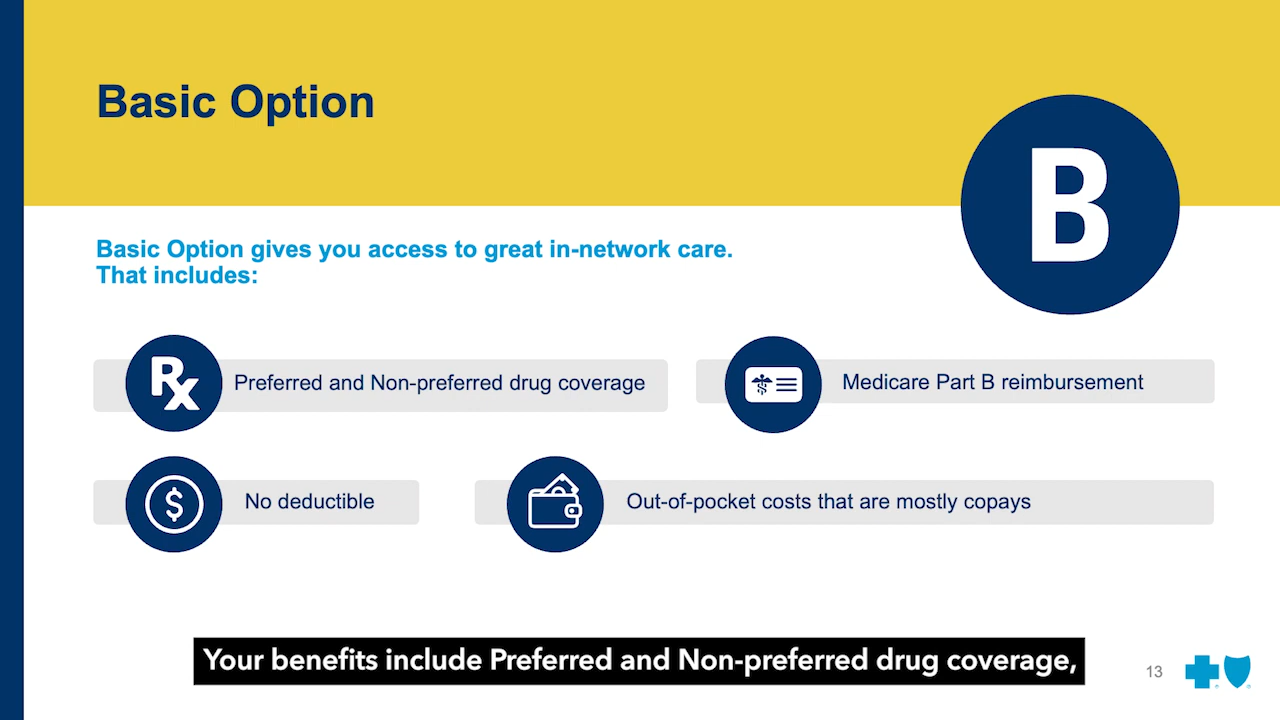 Basic Option
B
Basic Option gives you access to great in-network care.
That includes:
Rx
Preferred and Non-preferred drug coverage
Medicare Part B reimbursement
$
No deductible
Out-of-pocket costs that are mostly copays
Your benefits include Preferred and Non-preferred drug coverage,
13